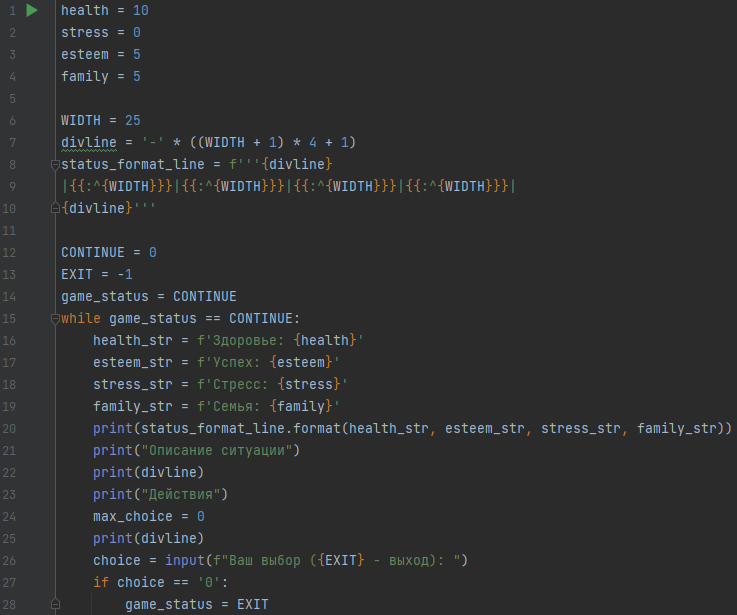 1 health = 10
2 stress = 0
3 esteem = 5
4 family = 5
5
6 WIDTH = 25
7 divline = '-' * ((WIDTH + 1) * 4 + 1)
8 status_format_line = f'''{divline}
9 |{{:^{WIDTH}}}|{{:^{WIDTH}}}|{{:^{WIDTH}}}|{{:^{WIDTH}}}|
10 {divline}'''
11
12 CONTINUE = 0
13 EXIT = -1
14 game_status = CONTINUE
15 while game_status == CONTINUE:
16     health_str = f'Здоровье: {health}'
17     esteem_str = f'Успех: {esteem}'
18     stress_str = f'Стресс: {stress}'
19     family_str = f'Семья: {family}'
20     print(status_format_line.format(health_str, esteem_str, stress_str, family_str))
21     print("Описание ситуации")
22     print(divline)
23     print("Действия")
24     max_choice = 0
25     print(divline)
26     choice = input(f"Ваш выбор ({EXIT} - выход): ")
27     if choice == '0':
28         game_status = EXIT